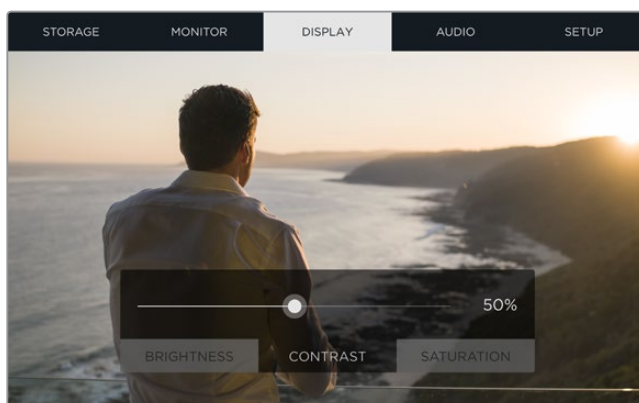 STORAGE MONITOR DISPLAY AUDIO SETUP
50%
BRIGHTNESS CONTRAST SATURATION